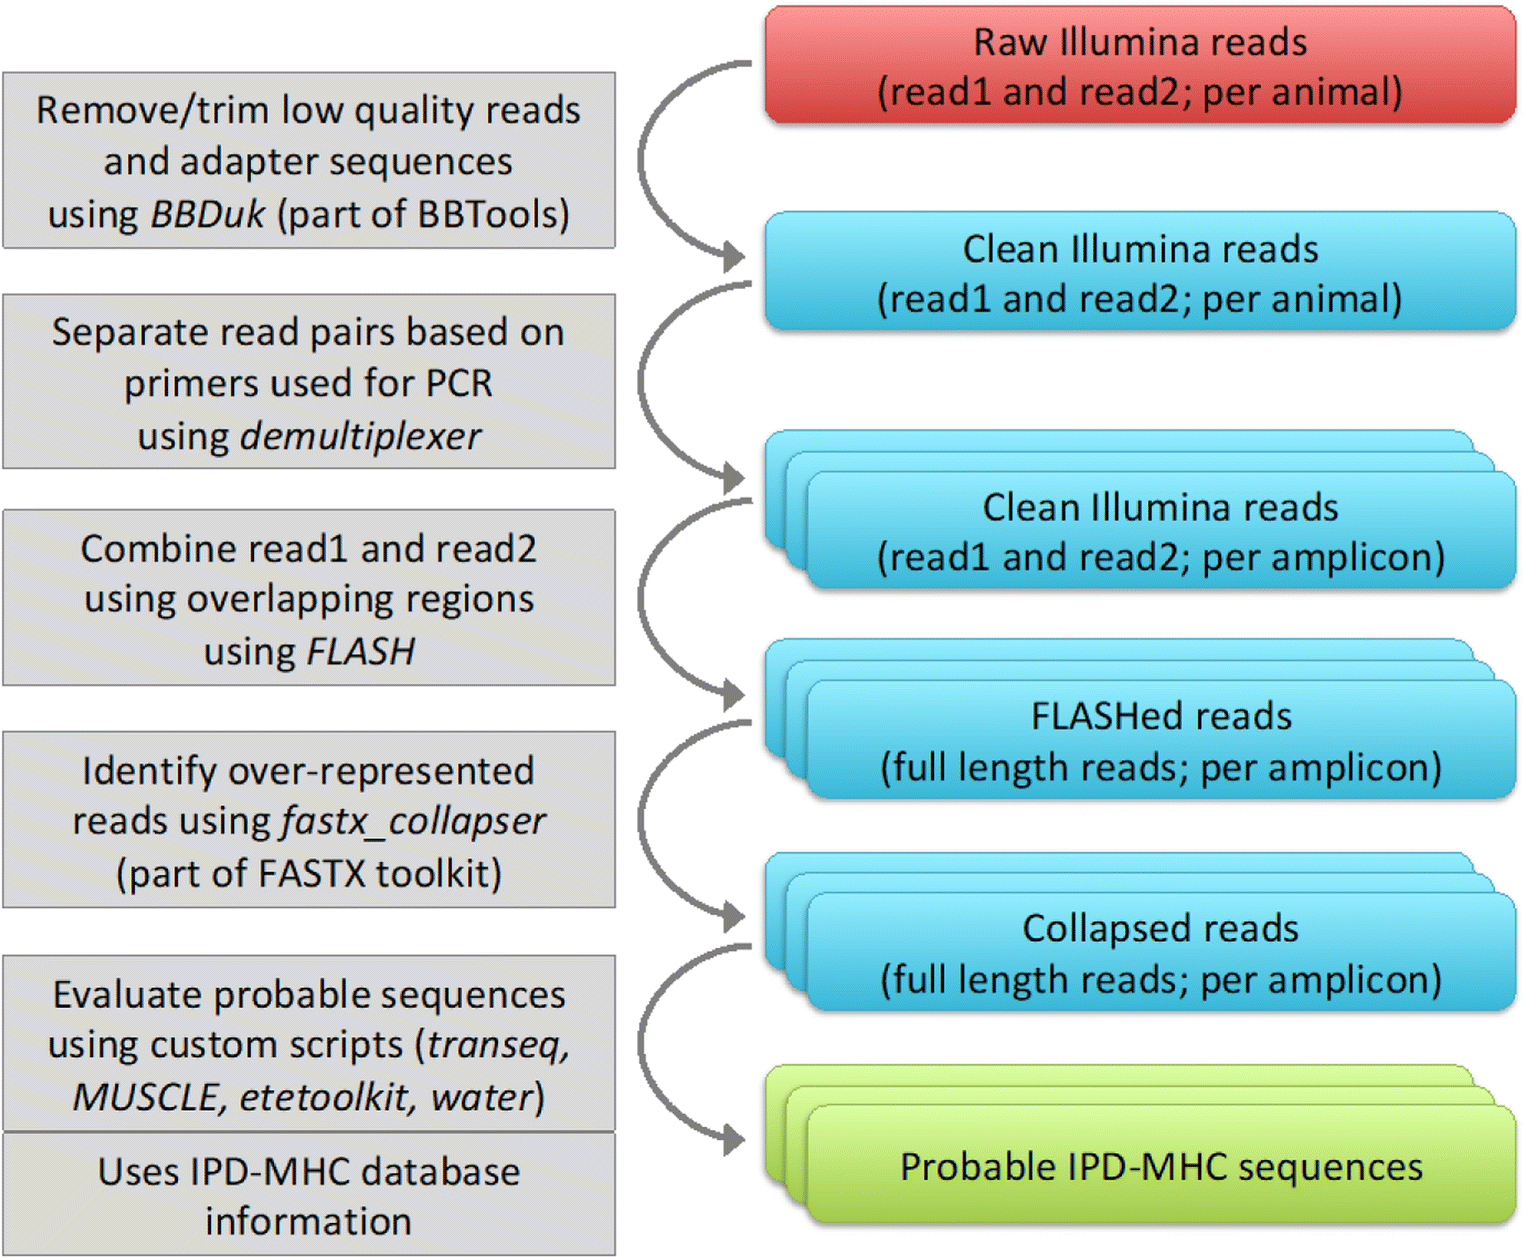 Raw Illumina reads
(read1 and read2; per animal)
Remove/trim low quality reads
and adapter sequences
using BBDuk (part of BBTools)
Clean Illumina reads
(read1 and read2; per animal)
Separate read pairs based on
primers used for PCR
using demultiplexer
Clean Illumina reads
(read1 and read2; per amplicon)
Combine read1 and read2
using overlapping regions
using FLASH
FLASHed reads
(full length reads; per amplicon)
Identify over-represented
reads using fastx_collapser
(part of FASTX toolkit)
Collapsed reads
(full length reads; per amplicon)
Evaluate probable sequences
using custom scripts (transeq,
MUSCLE, etetoolkit, water)
Uses IPD-MHC database
information
Probable IPD-MHC sequences